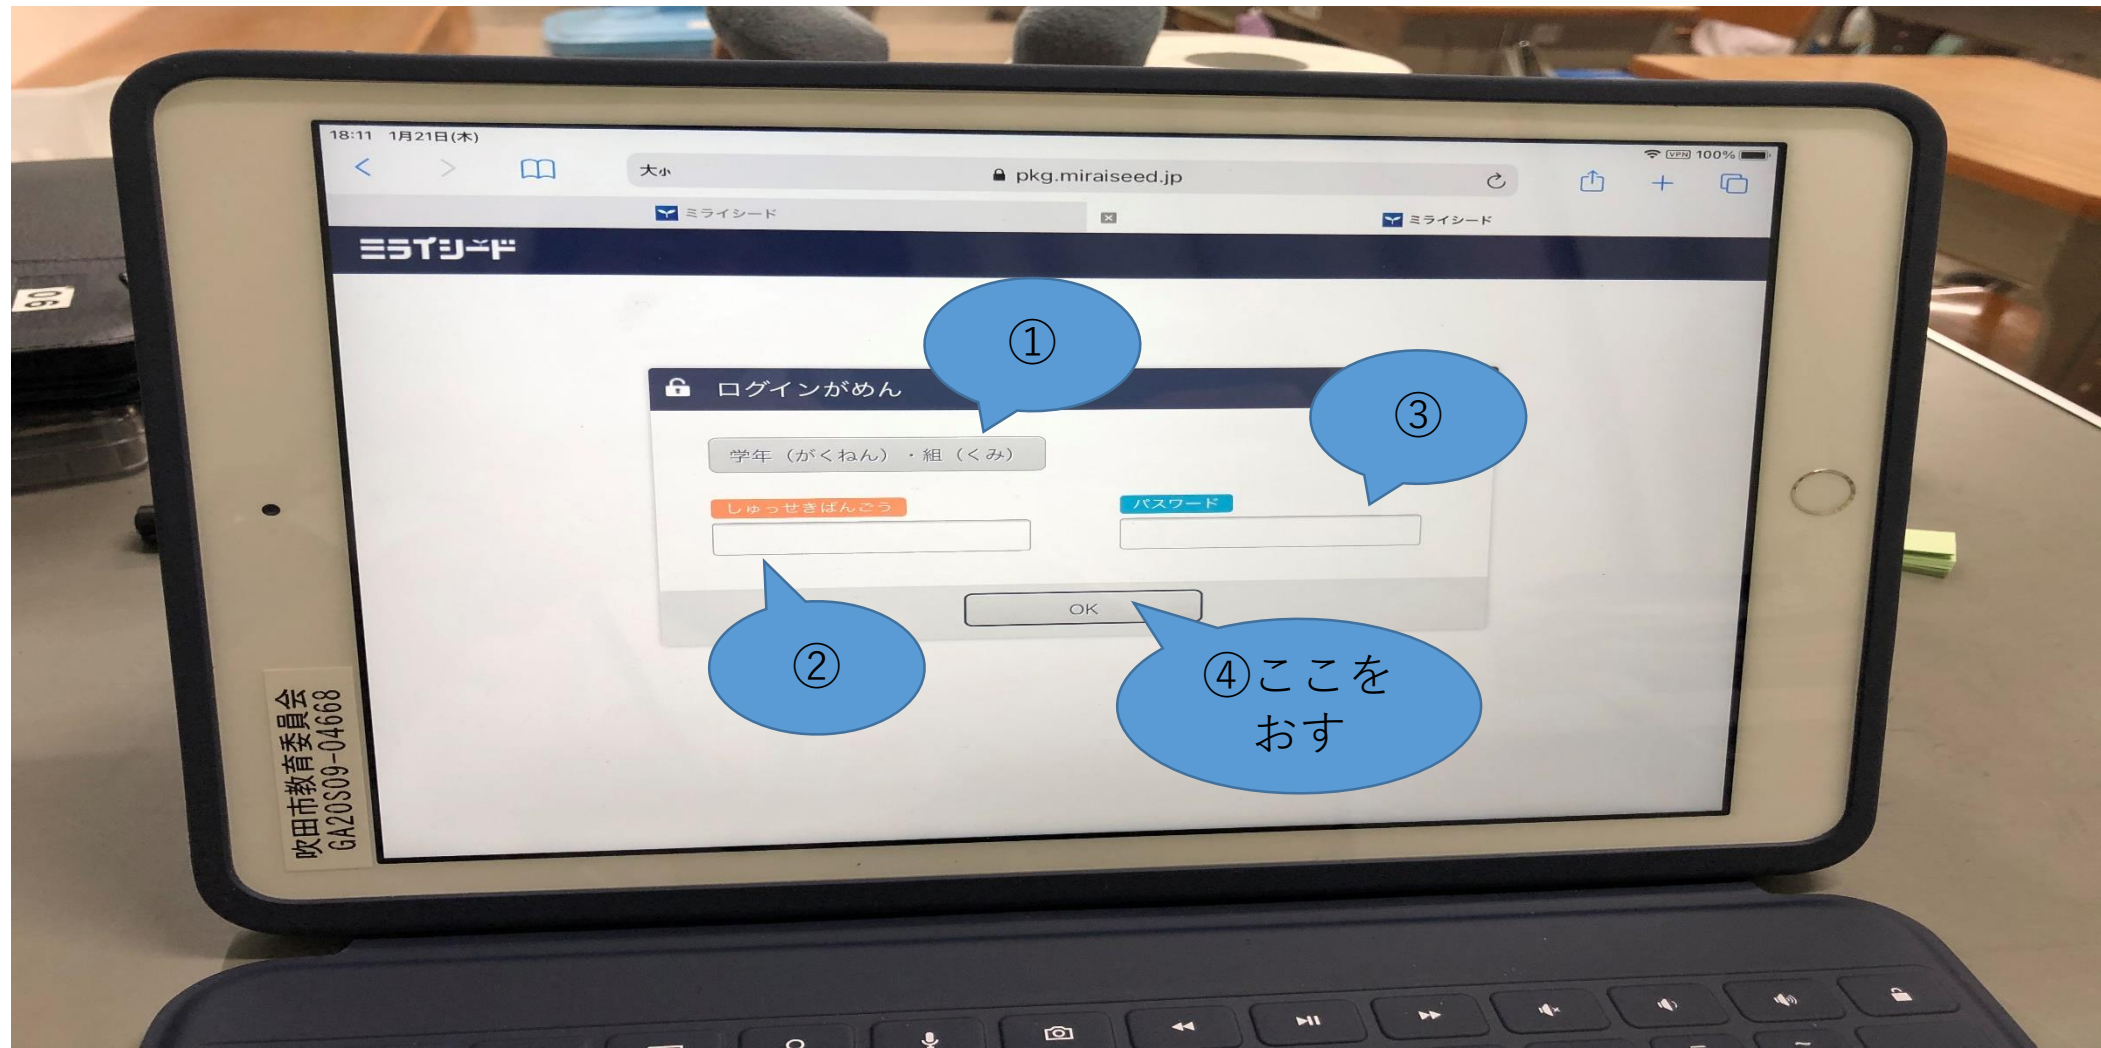 18:11 1月21日(木)
VPN 100%
大小
pkg.miraiseed.jp
ミライシード
ミライシード
ミライシード
①
ログインがめん
③
学年（がくねん）・組（くみ）
しゅっせきばんごう
パスワード
OK
②
④ここを
おす
吹田市教育委員会
GA20S09-04668
90